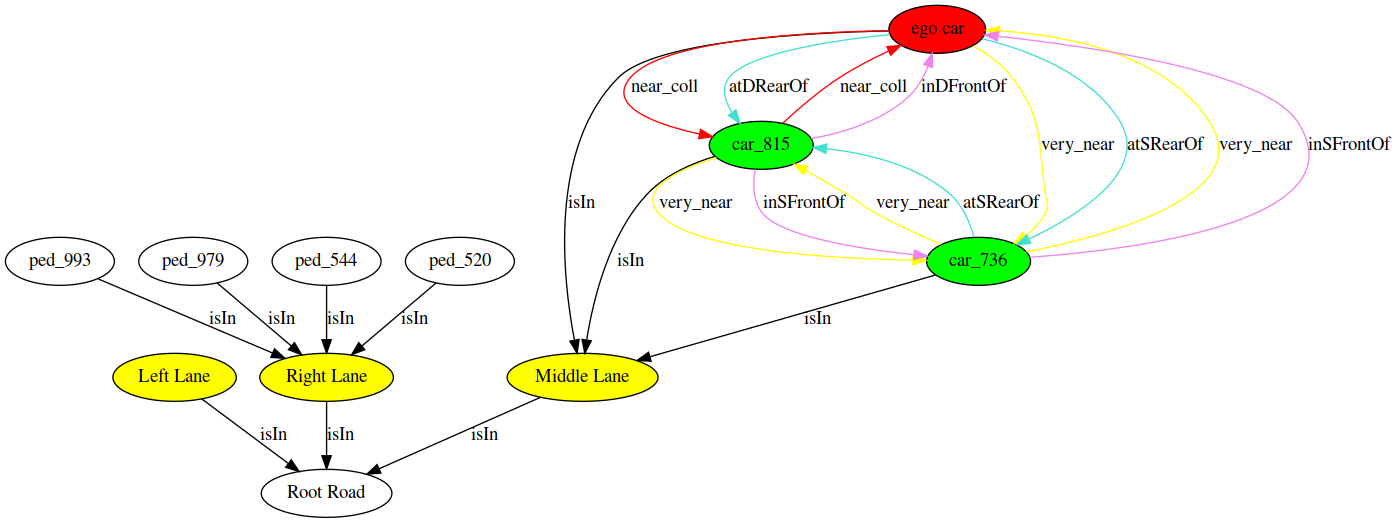 ego car
near_coll
atDRearOf
near_coll
inDFrontOf
car_815
very_near
atSRearOf
very_near
inSFrontOf
isIn
very_near
inSFrontOf
very_near
atSRearOf
ped_993
ped_979
ped_544
ped_520
isIn
car_736
isIn
isIn
isIn
isIn
isIn
Left Lane
Right Lane
Middle Lane
isIn
isIn
isIn
Root Road